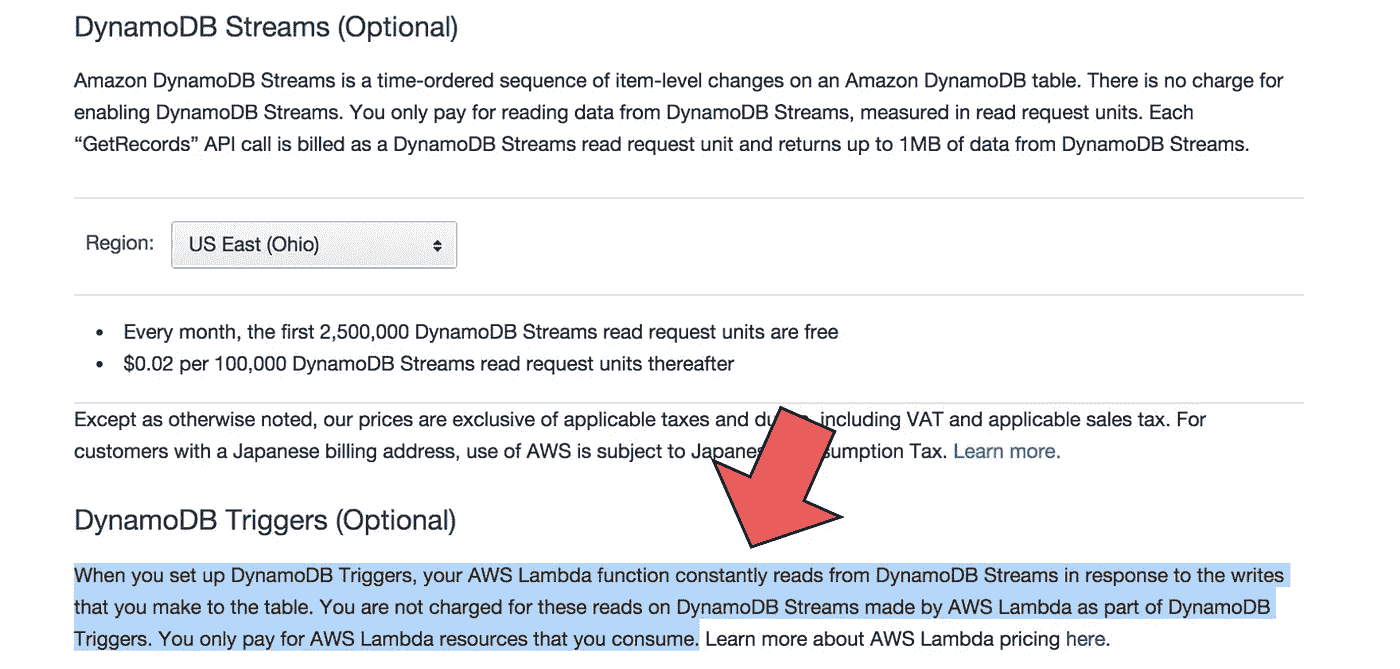 DynamoDB Streams (Optional)
Amazon DynamoDB Streams is a time-ordered sequence of item-level changes on an Amazon DynamoDB table. There is no charge for
enabling DynamoDB Streams. You only pay for reading data from DynamoDB Streams, measured in read request units. Each
“GetRecords” API call is billed as a DynamoDB Streams read request unit and returns up to 1MB of data from DynamoDB Streams.
Region: US East (Ohio)
• Every month, the first 2,500,000 DynamoDB Streams read request units are free
• $0.02 per 100,000 DynamoDB Streams read request units thereafter
Except as otherwise noted, our prices are exclusive of applicable taxes and including VAT and applicable sales tax. For
customers with a Japanese billing address, use of AWS is subject to Tax. Learn more.
DynamoDB Triggers (Optional)
When you set up DynamoDB Triggers, your AWS Lambda function constantly reads from DynamoDB Streams in response to the writes
that you make to the table. You are not charged for these reads on DynamoDB Streams made by AWS Lambda as part of DynamoDB
Triggers. You only pay for AWS Lambda resources that you consume. Learn more about AWS Lambda pricing here.